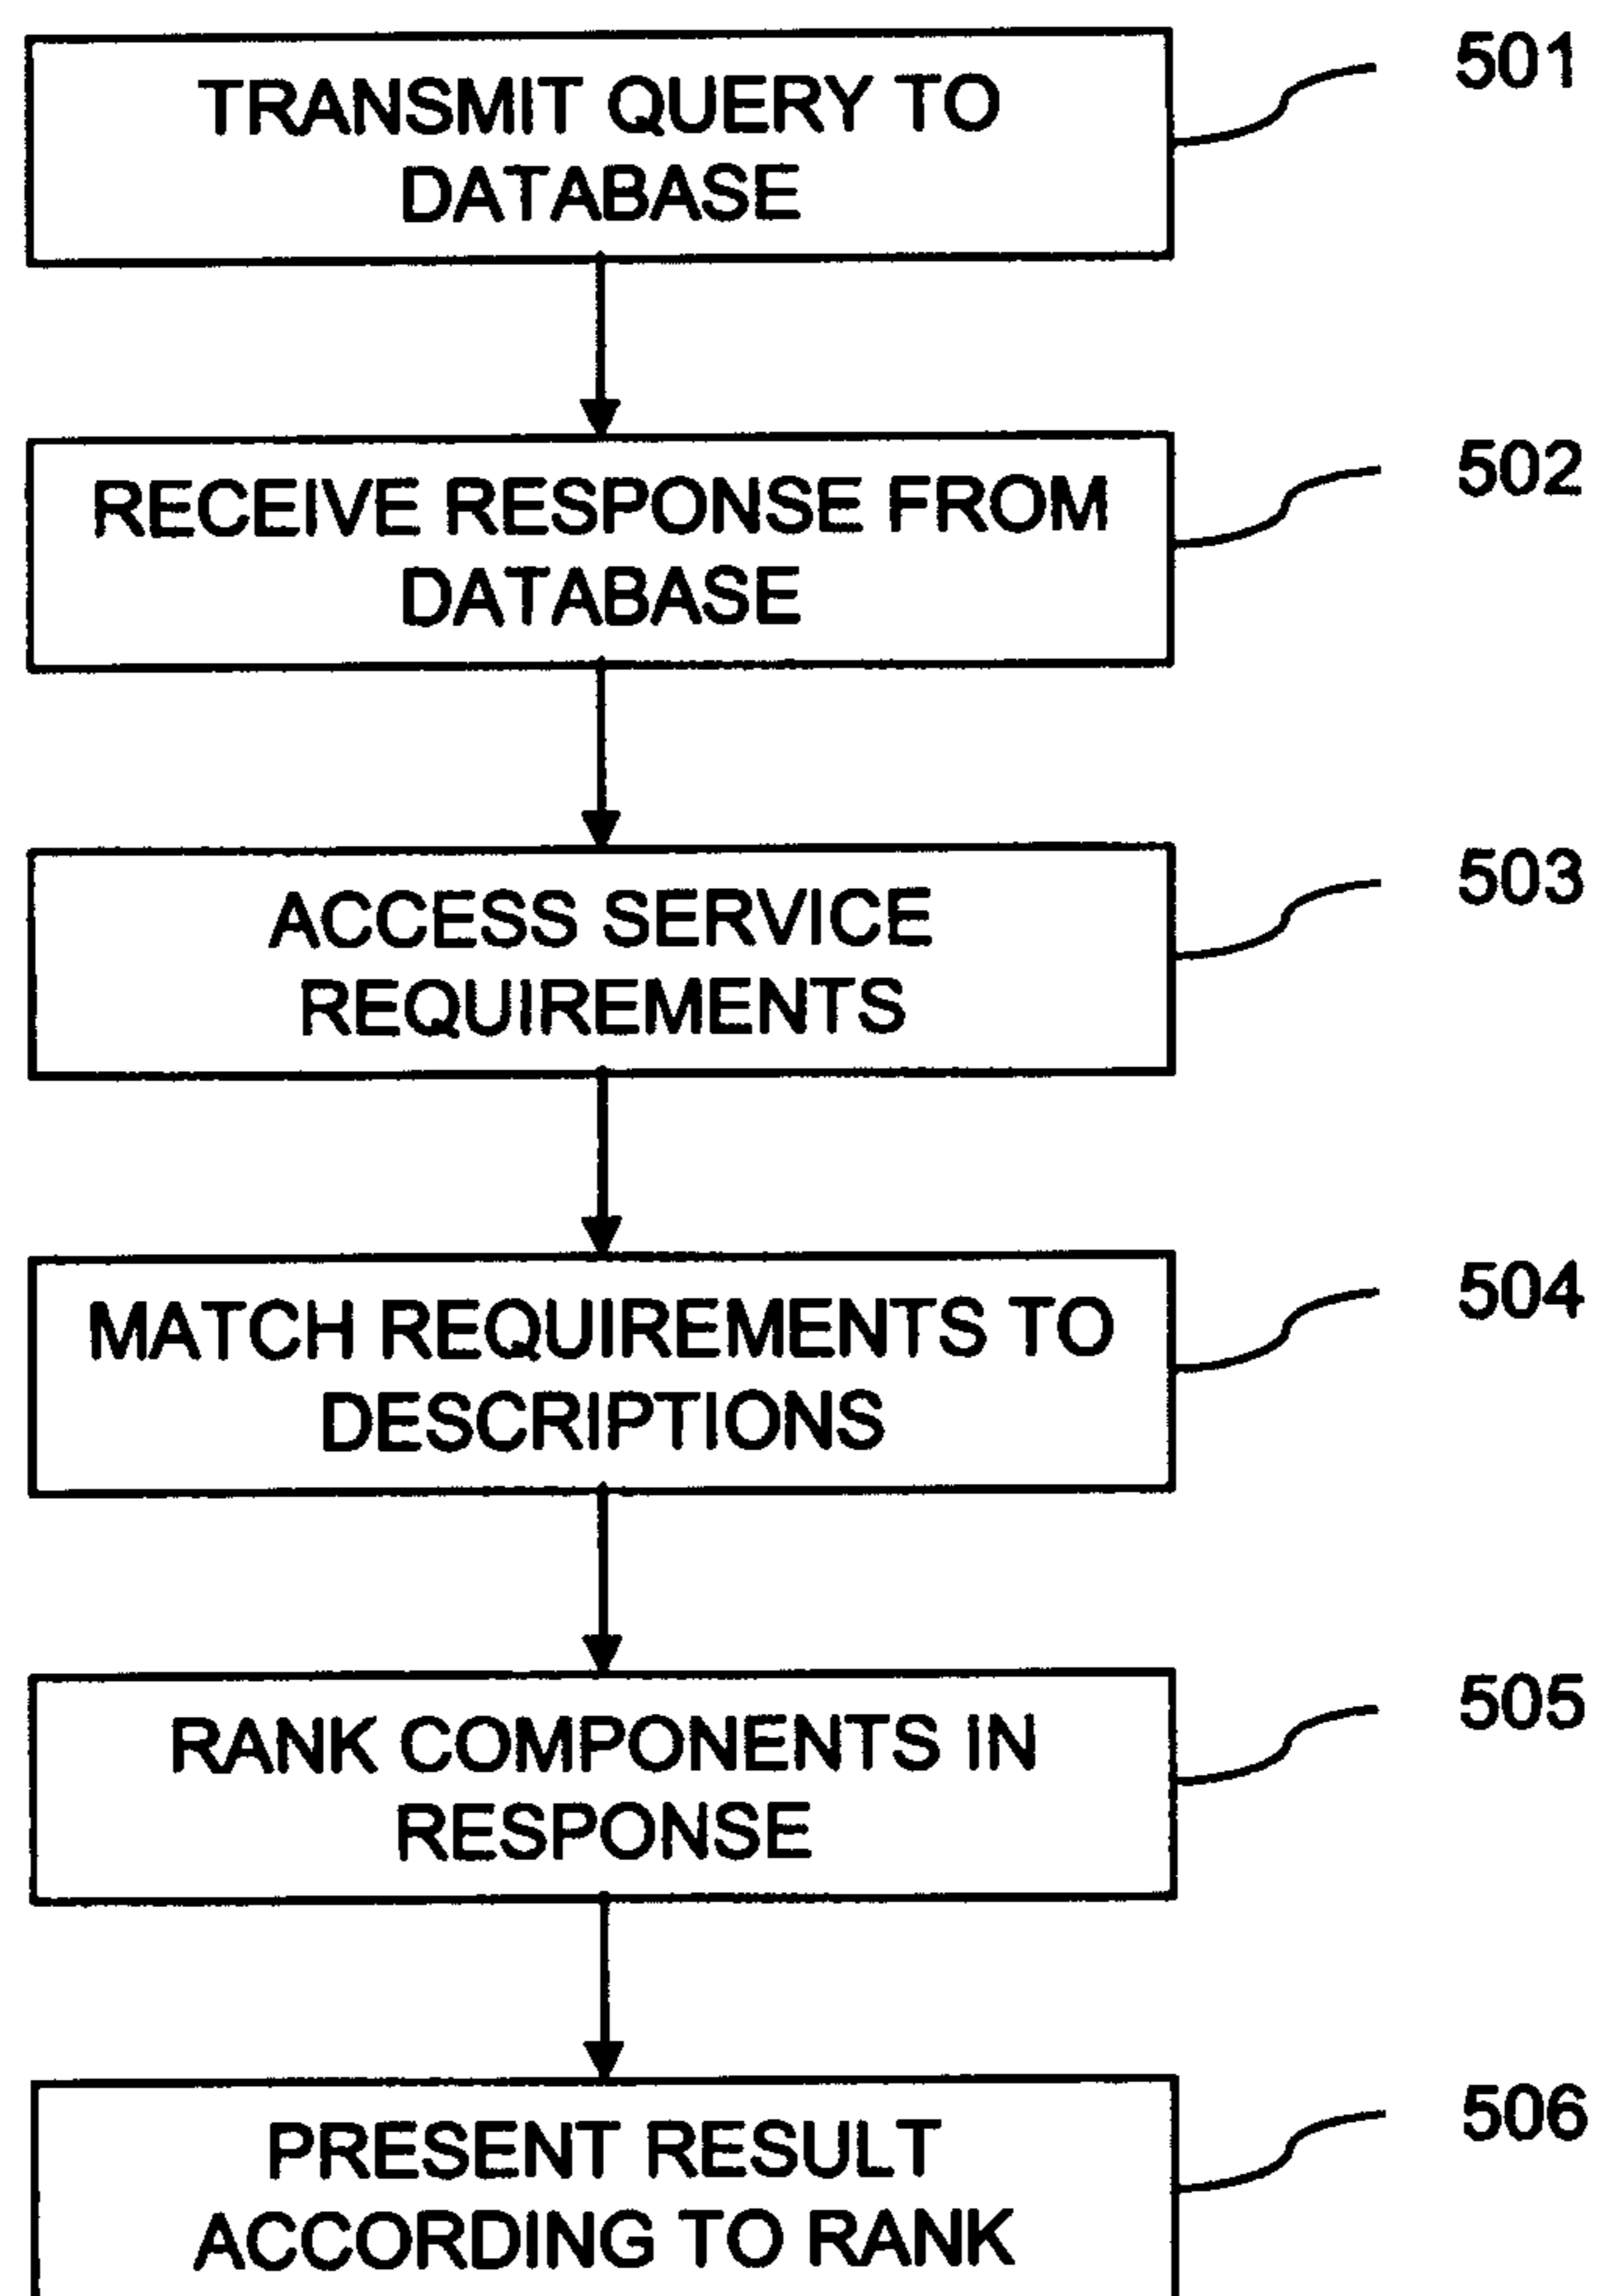 TRANSMIT QUERY TO
DATABASE
501
RECEIVE RESPONSE FROM
DATABASE
502
ACCESS SERVICE
REQUIREMENTS
503
MATCH REQUIREMENTS TO
DESCRIPTIONS
504
RANK COMPONENTS IN
RESPONSE
505
PRESENT RESULT
ACCORDING TO RANK
506